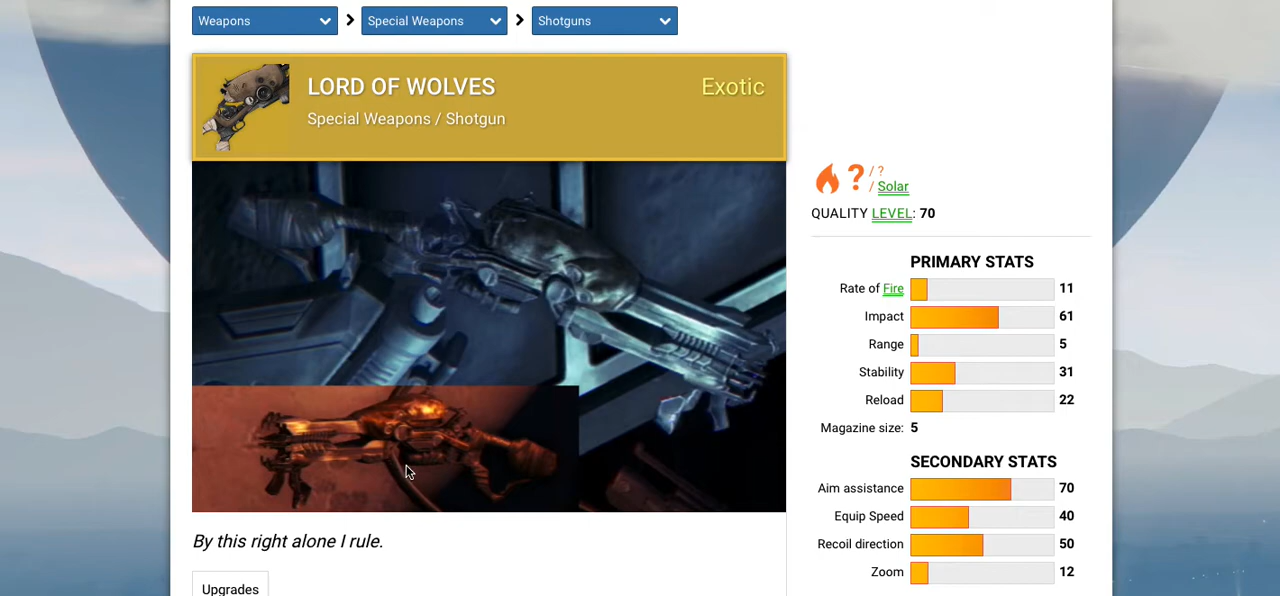 Weapons > Special Weapons > Shotguns
LORD OF WOLVES
Exotic
Special Weapons / Shotgun
? / ?
/ Solar
QUALITY LEVEL: 70
PRIMARY STATS
Rate of Fire 11
Impact 61
Range 5
Stability 31
Reload 22
Magazine size: 5
SECONDARY STATS
Aim assistance 70
Equip Speed 40
Recoil direction 50
Zoom 12
By this right alone I rule.
Upgrades